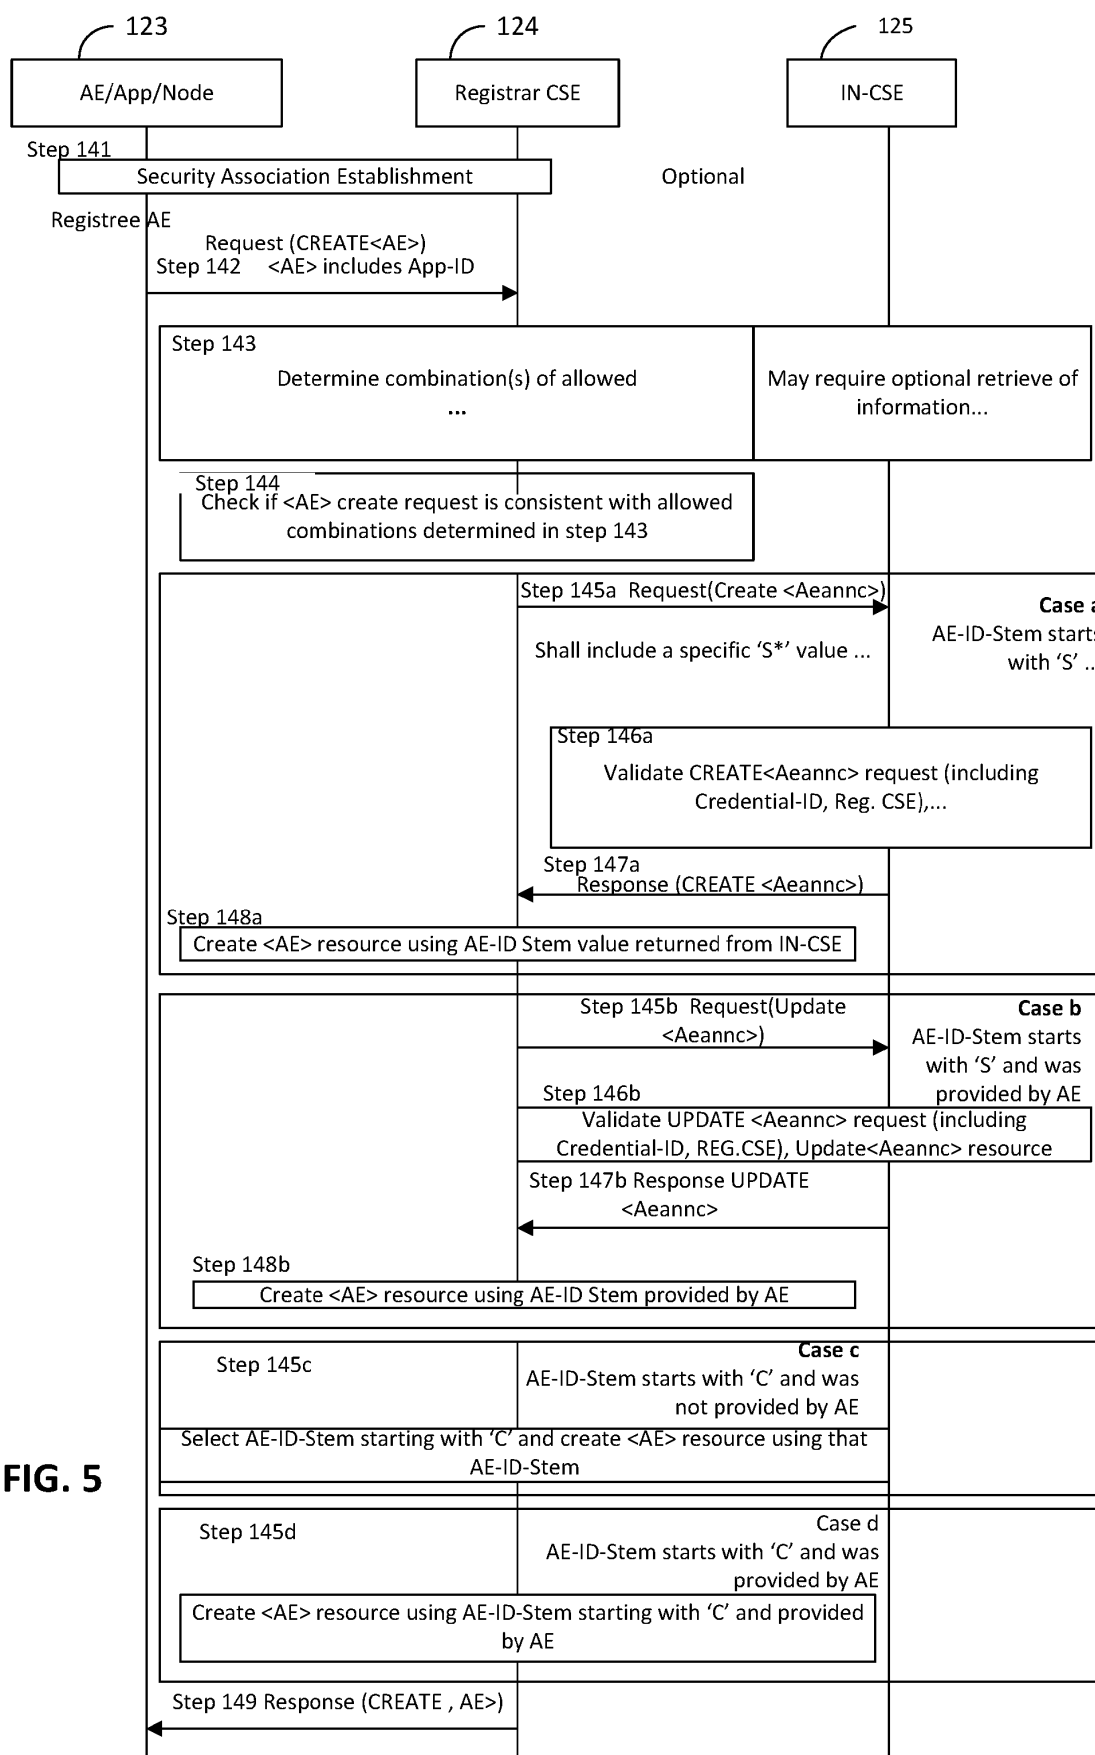 123
124
125
AE/App/Node
Registrar CSE
IN-CSE
Step 141
Security Association Establishment
Optional
Registree AE
Request (CREATE<AE>)
Step 142 <AE> includes App-ID
Step 143
Determine combination(s) of allowed
...
May require optional retrieve of
information...
Step 144
Check if <AE> create request is consistent with allowed
combinations determined in step 143
Step 145a Request(Create <Aeannc>)
Case a
AE-ID-Stem starts
with ‘S’ ..
Shall include a specific ‘S*’ value ...
Step 146a
Validate CREATE<Aeannc> request (including
Credential-ID, Reg. CSE),...
Step 147a
Response (CREATE <Aeannc>)
Step 148a
Create <AE> resource using AE-ID Stem value returned from IN-CSE
Step 145b Request(Update
<Aeannc>)
Case b
AE-ID-Stem starts
with ‘S’ and was
provided by AE
Step 146b
Validate UPDATE <Aeannc> request (including
Credential-ID, REG.CSE), Update<Aeannc> resource
Step 147b Response UPDATE
<Aeannc>
Step 148b
Create <AE> resource using AE-ID Stem provided by AE
Step 145c
Case c
AE-ID-Stem starts with ‘C’ and was
not provided by AE
Select AE-ID-Stem starting with ‘C’ and create <AE> resource using that
AE-ID-Stem
FIG. 5
Step 145d
Case d
AE-ID-Stem starts with ‘C’ and was
provided by AE
Create <AE> resource using AE-ID-Stem starting with ‘C’ and provided
by AE
Step 149 Response (CREATE , AE>)